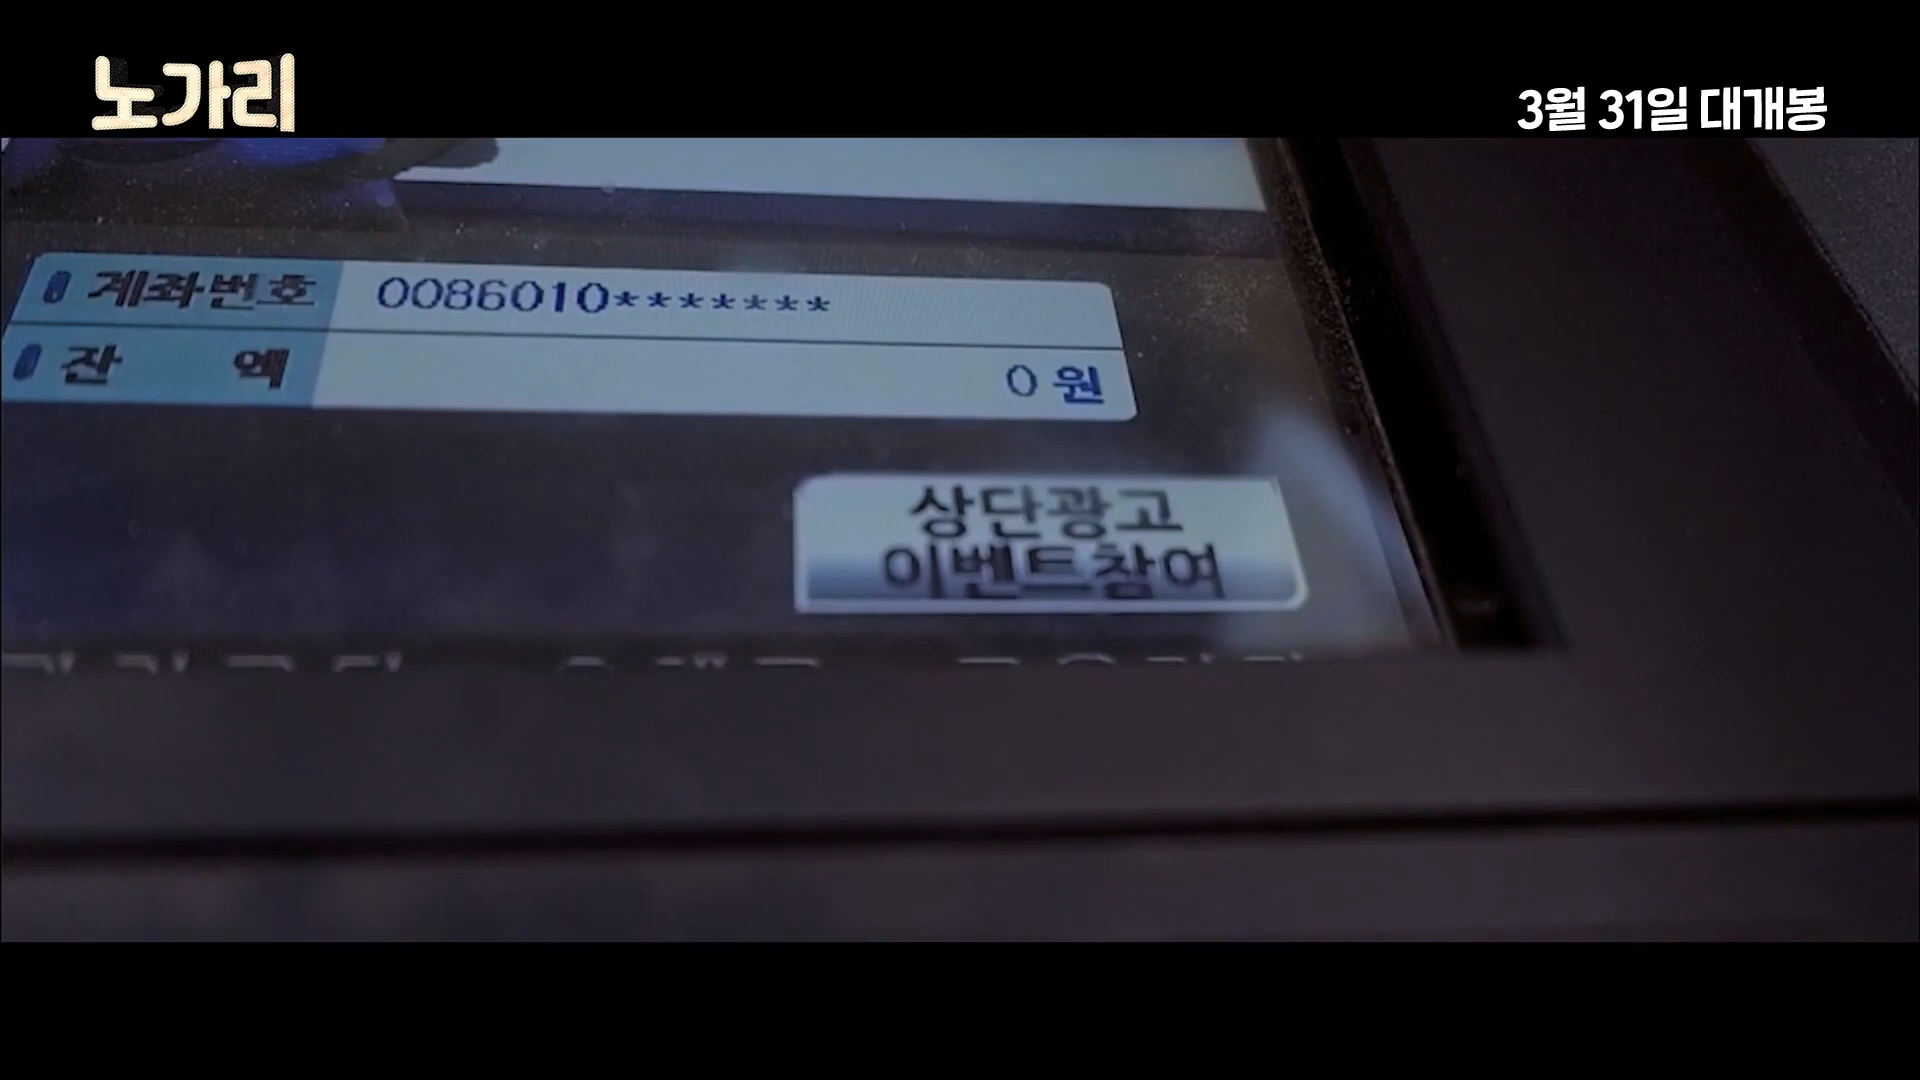 노가리
3월 31일 대개봉
계좌번호 0086010*******
잔 액 0 원
상단광고
이벤트참여